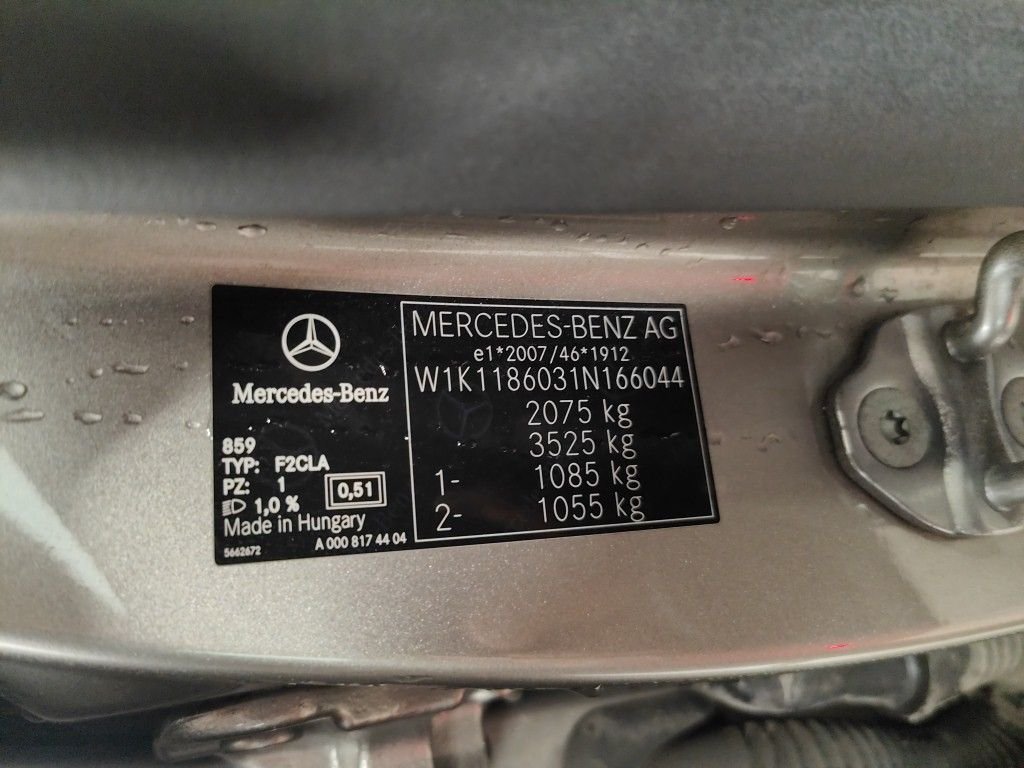 Mercedes-Benz
859
TYP: F2CLA
PZ: 1
0,51
1,0 %
Made in Hungary
5662672
A 000 817 44 04
MERCEDES-BENZ AG
e1*2007/46*1912
W1K1186031N166044
2075 kg
3525 kg
1- 1085 kg
2- 1055 kg